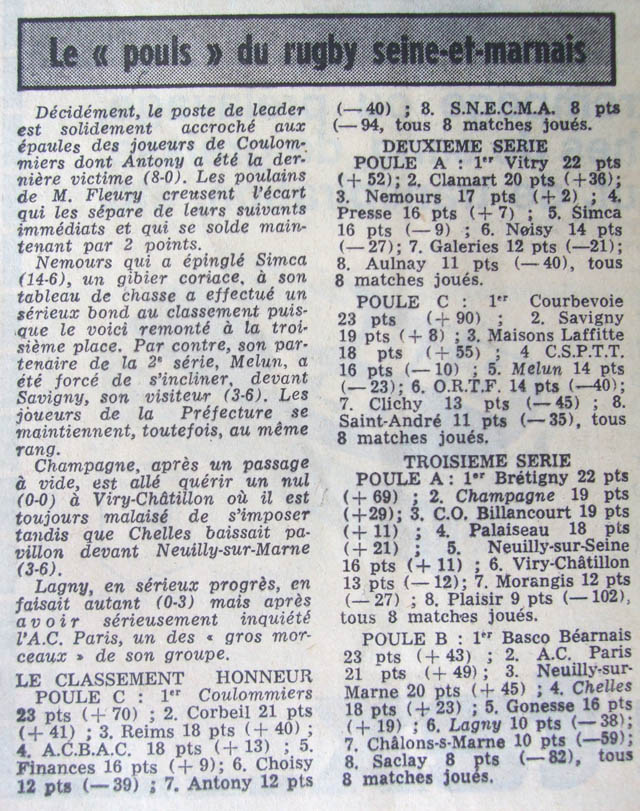 Le « pouls » du rugby seine-et-marnais
Décidément, le poste de leader
est solidement accroché aux
épaules des joueurs de Coulom-
miers dont Antony a été la der-
nière victime (8-0). Les poulains
de M. Fleury creusent l'écart
qui les sépare de leurs suivants
immédiats et qui se solde main-
tenant par 2 points.
Nemours qui a épinglé Simca
(14-6), un gibier coriace, à son
tableau de chasse a effectué un
sérieux bond au classement puis-
que le voici remonté à la troi-
sième place. Par contre, son par-
tenaire de la 2e série, Melun, a
été forcé de s'incliner, devant
Savigny, son visiteur (3-6). Les
joueurs de la Préfecture se
maintiennent, toutefois, au même
rang.
Champagne, après un passage
à vide, est allé quérir un nul
(0-0) à Viry-Châtillon où il est
toujours malaisé de s'imposer
tandis que Chelles baissait pa-
villon devant Neuilly-sur-Marne
(3-6).
Lagny, en sérieux progrès, en
faisait autant (0-3) mais après
avoir sérieusement inquiété
l'A.C. Paris, un des « gros mor-
ceaux » de son groupe.
LE CLASSEMENT HONNEUR
POULE C : 1er Coulommiers
23 pts (+ 70) ; 2. Corbeil 21 pts
(+ 41) ; 3. Reims 18 pts (+ 40) ;
4. A.C.B.A.C. 18 pts (+ 13) ; 5.
Finances 16 pts (+ 9); 6. Choisy
12 pts (— 39) ; 7. Antony 12 pts
(— 40) ; 8. S.N.E.C.M.A. 8 pts
(— 94, tous 8 matches joués.
DEUXIEME SERIE
POULE A : 1er Vitry 22 pts
(+ 52); 2. Clamart 20 pts (+36);
3. Nemours 17 pts (+ 2) ; 4.
Presse 16 pts (+ 7) ; 5. Simca
16 pts (— 9) ; 6. Noisy 14 pts
(— 27); 7. Galeries 12 pts (—21);
8. Aulnay 11 pts (— 40), tous
8 matches joués.
POULE C : 1er Courbevoie
23 pts (+ 90) ; 2. Savigny
19 pts (+ 8) ; 3. Maisons Laffitte
18 pts (+ 55) ; 4 C.S.P.T.T.
16 pts (— 10) ; 5. Melun 14 pts
(— 23); 6. O.R.T.F. 14 pts (—40);
7. Clichy 13 pts (— 45) ; 8.
Saint-André 11 pts (— 35), tous
8 matches joués.
TROISIEME SERIE
POULE A : 1er Brétigny 22 pts
(+ 69) ; 2. Champagne 19 pts
(+29) ; 3. C.O. Billancourt 19 pts
(+ 11) ; 4. Palaiseau 18 pts
(+ 21) ; 5. Neuilly-sur-Seine
16 pts (+ 11) ; 6. Viry-Châtillon
13 pts (— 12); 7. Morangis 12 pts
(— 27) ; 8. Plaisir 9 pts (— 102),
tous 8 matches joués.
POULE B : 1er Basco Béarnais
23 pts (+ 43) ; 2. A.C. Paris
21 pts (+ 49) ; 3. Neuilly-sur-
Marne 20 pts (+ 45) ; 4. Chelles
18 pts (+ 23) ; 5. Gonesse 16 pts
(+ 19) ; 6. Lagny 10 pts (— 38);
7. Châlons-s-Marne 10 pts (—59);
8. Saclay 8 pts (— 82), tous
8 matches joués.